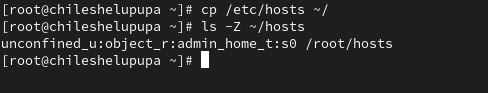 [root@chileshelupupa ~]# cp /etc/hosts ~/
[root@chileshelupupa ~]# ls -Z ~/hosts
unconfined_u:object_r:admin_home_t:s0 /root/hosts
[root@chileshelupupa ~]#